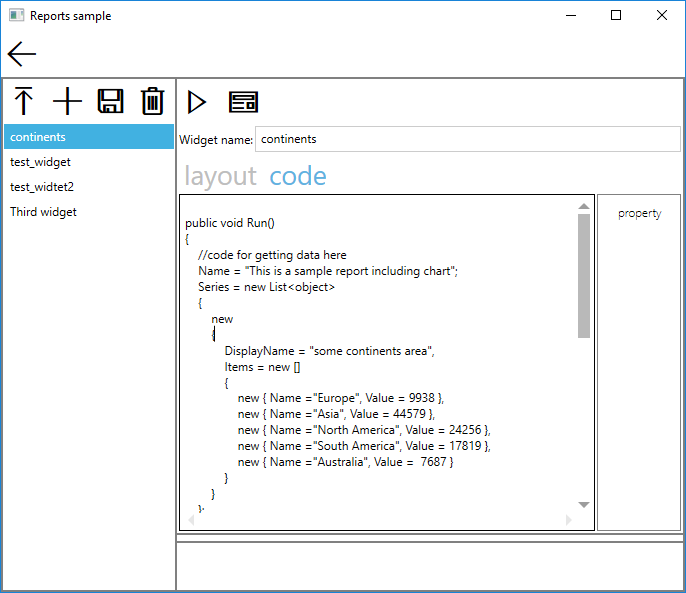 Reports sample
continents
test_widget
test_widtet2
Third widget
Widget name: continents
layout code
public void Run()
{
//code for getting data here
Name = "This is a sample report including chart";
Series = new List<object>
{
new
{
DisplayName = "some continents area",
Items = new []
{
new { Name ="Europe", Value = 9938 },
new { Name ="Asia", Value = 44579 },
new { Name ="North America", Value = 24256 },
new { Name ="South America", Value = 17819 },
new { Name ="Australia", Value =  7687 }
}
}
};
property